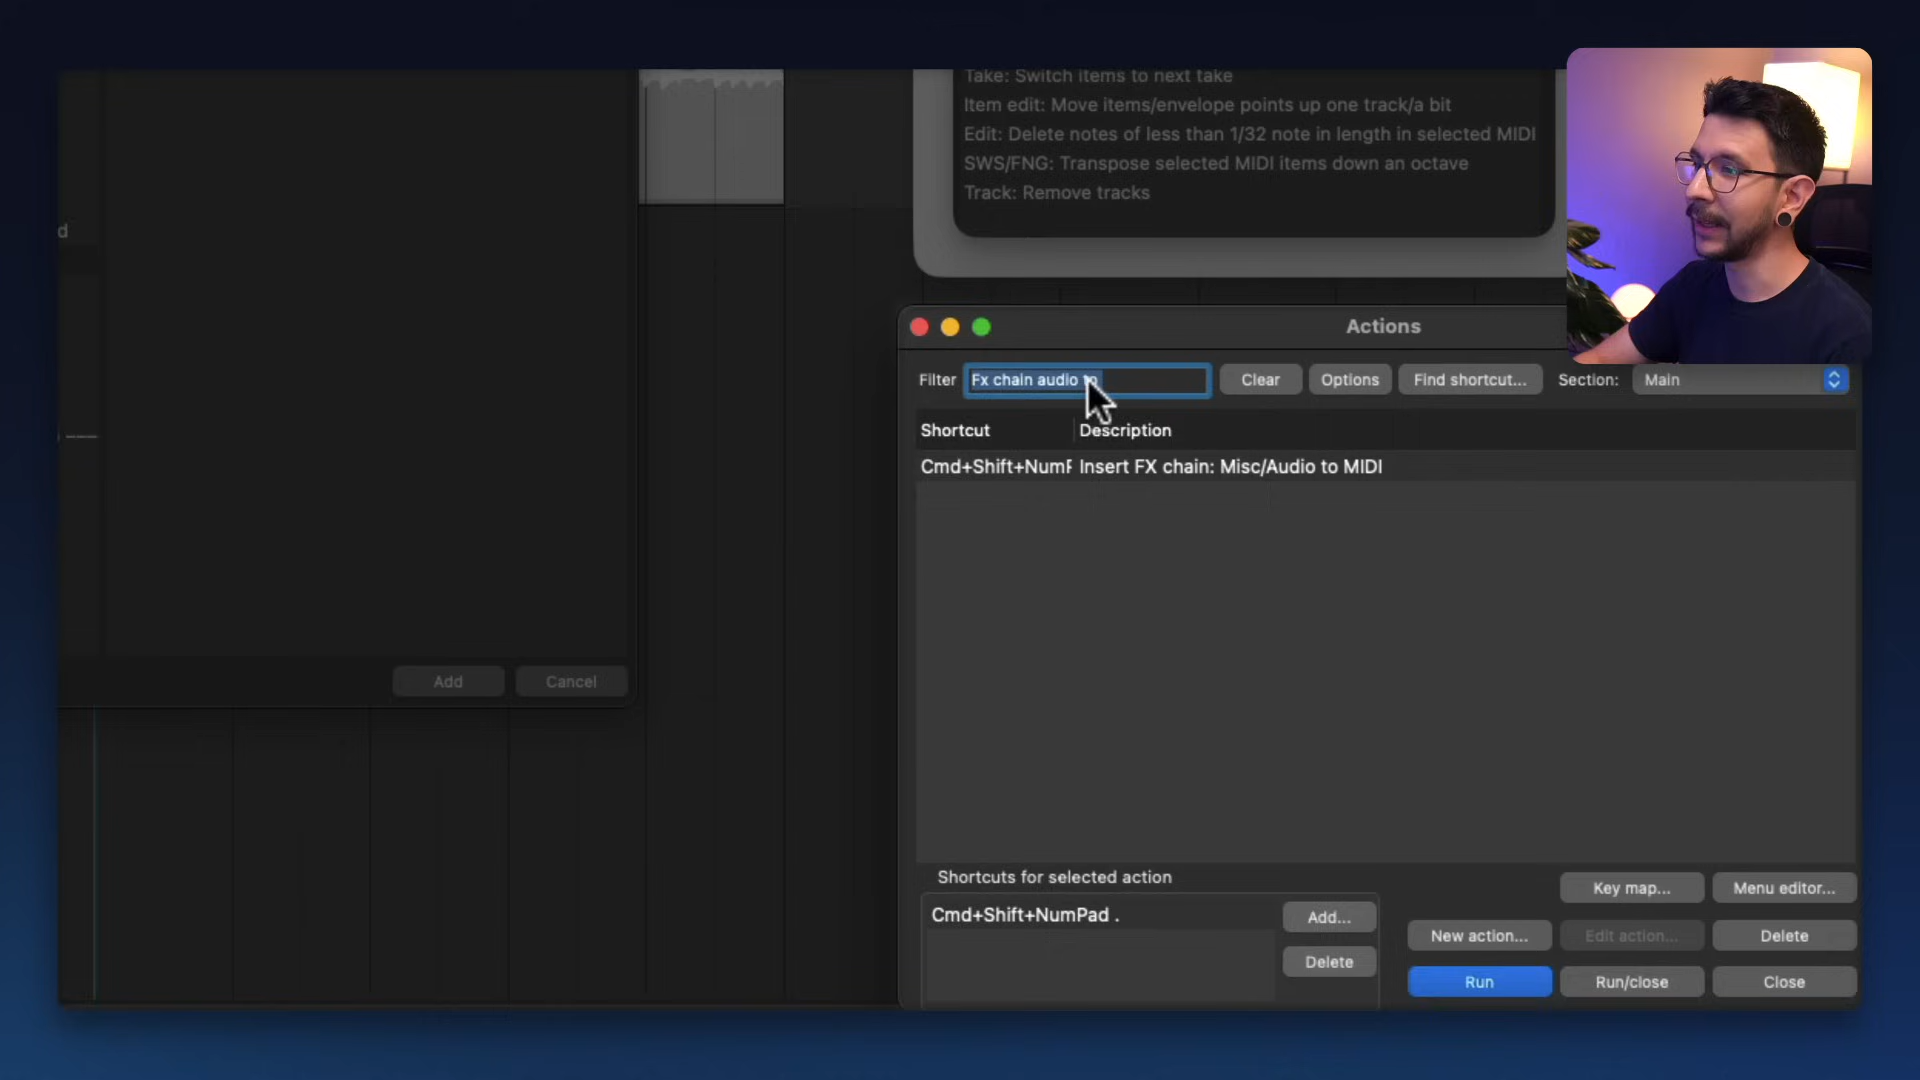 Take: Switch items to next take
Item edit: Move items/envelope points up one track/a bit
Edit: Delete notes of less than 1/32 note in length in selected MIDI
SWS/FNG: Transpose selected MIDI items down an octave
Track: Remove tracks
d
Actions
Filter Fx chain audio to Clear Options Find shortcut... Section: Main
Shortcut Description
Cmd+Shift+NumP Insert FX chain: Misc/Audio to MIDI
Add Cancel
Shortcuts for selected action
Cmd+Shift+NumPad .
Add...
Delete
Key map... Menu editor...
New action... Edit action... Delete
Run Run/close Close